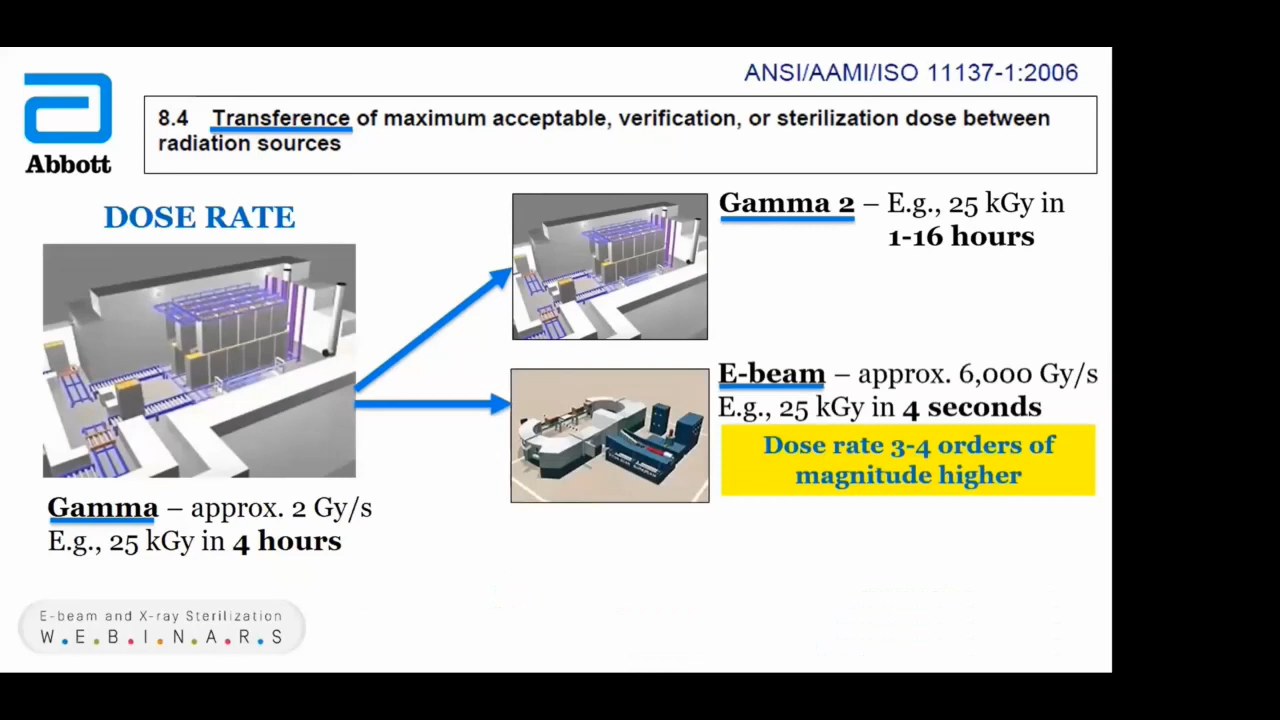 ANSI/AAMI/ISO 11137-1:2006
Abbott
8.4 Transference of maximum acceptable, verification, or sterilization dose between
radiation sources
DOSE RATE
Gamma – approx. 2 Gy/s
E.g., 25 kGy in 4 hours
Gamma 2 – E.g., 25 kGy in
1-16 hours
E-beam – approx. 6,000 Gy/s
E.g., 25 kGy in 4 seconds
Dose rate 3-4 orders of
magnitude higher
E-beam and X-ray Sterilization
W.E.B.I.N.A.R.S